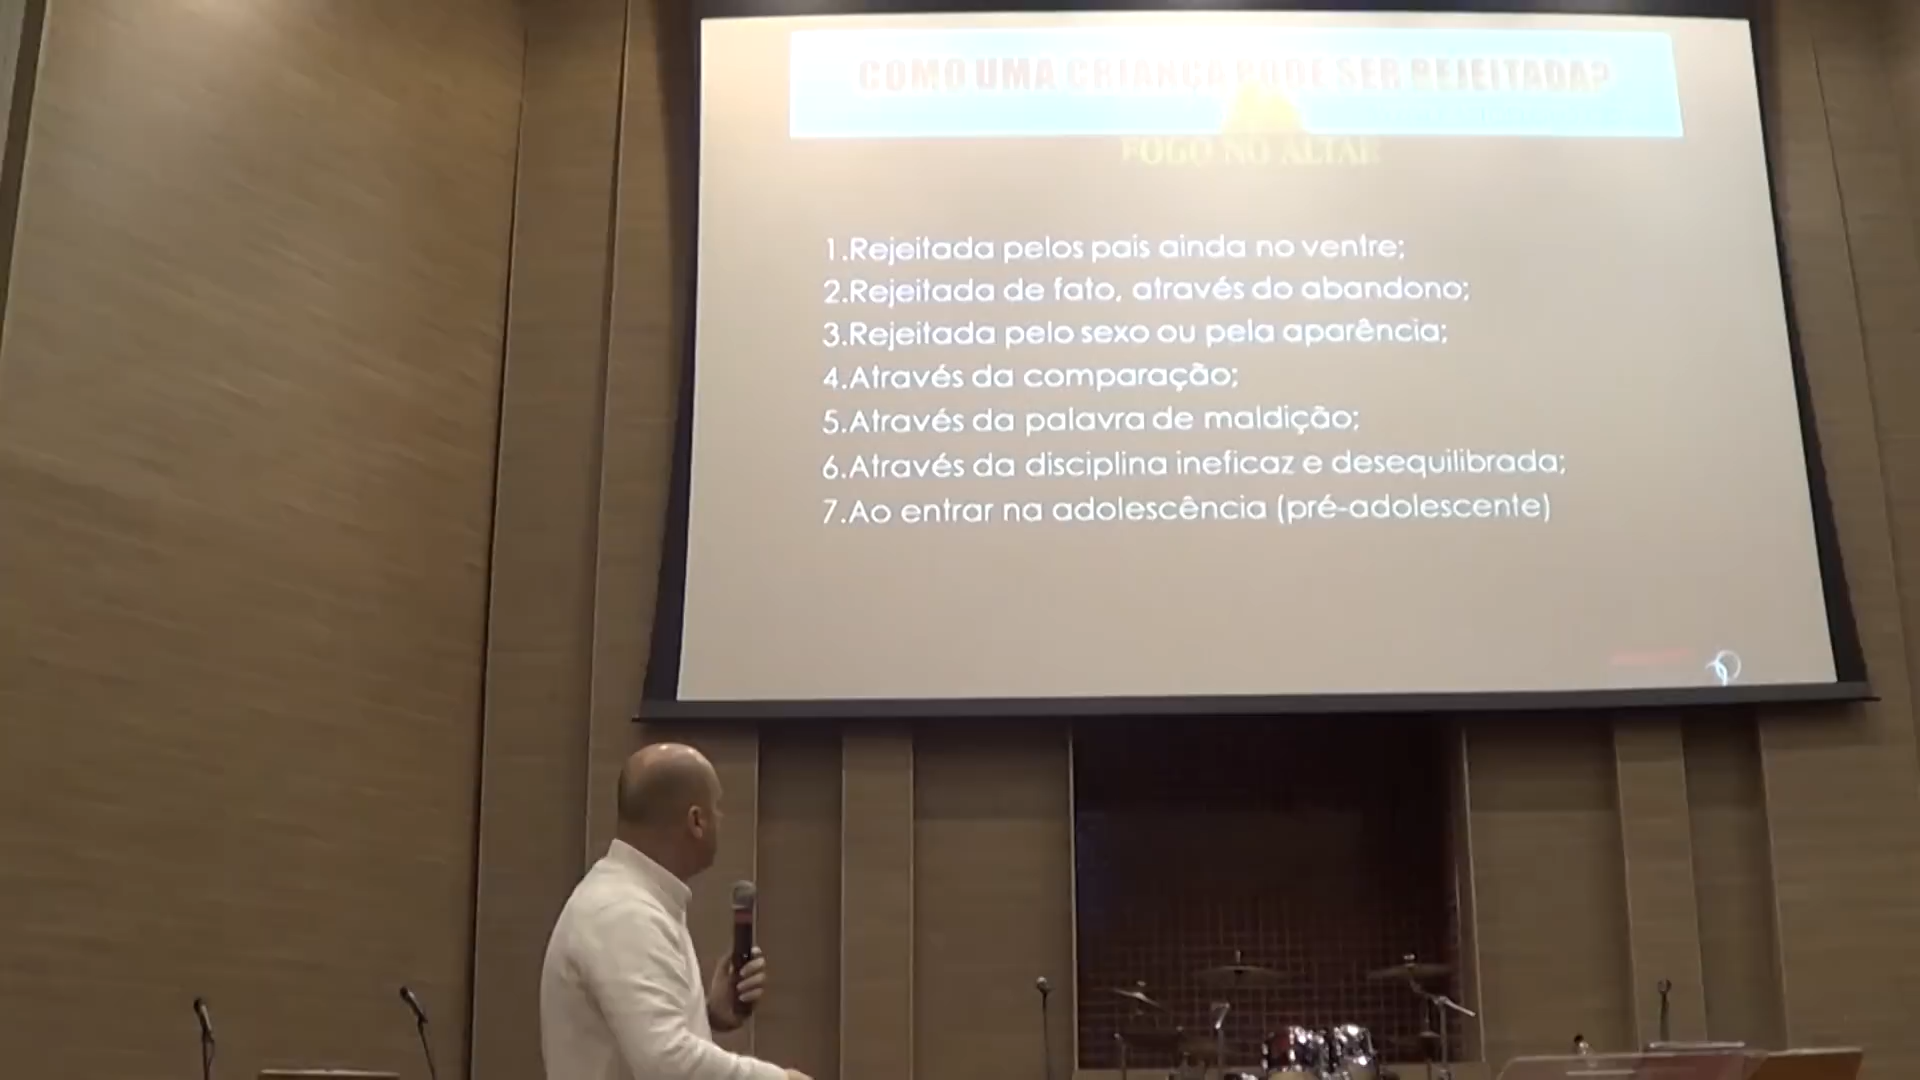 COMO UMA CRIANÇA PODE SER REJEITADA?
FOGO NO ALTAR
1.Rejeitada pelos pais ainda no ventre;
2.Rejeitada de fato, através do abandono;
3.Rejeitada pelo sexo ou pela aparência;
4.Através da comparação;
5.Através da palavra de maldição;
6.Através da disciplina ineficaz e desequilibrada;
7.Ao entrar na adolescência (pré-adolescente)